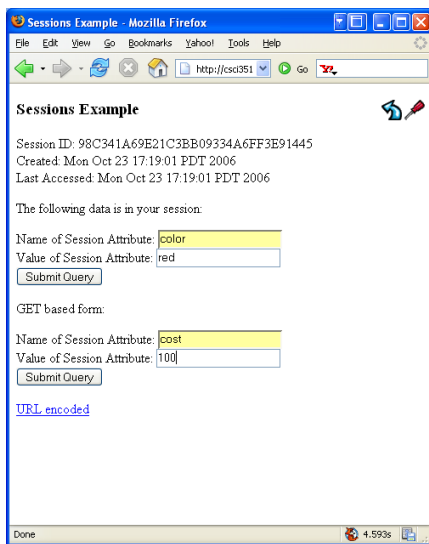 Sessions Example - Mozilla Firefox
File Edit View Go Bookmarks Yahoo! Tools Help
http://csci351 Go Y!
Sessions Example
Session ID: 98C341A69E21C3BB09334A6FF3E91445
Created: Mon Oct 23 17:19:01 PDT 2006
Last Accessed: Mon Oct 23 17:19:01 PDT 2006
The following data is in your session:
Name of Session Attribute: color
Value of Session Attribute: red
Submit Query
GET based form:
Name of Session Attribute: cost
Value of Session Attribute: 100
Submit Query
URL encoded
Done 4.593s